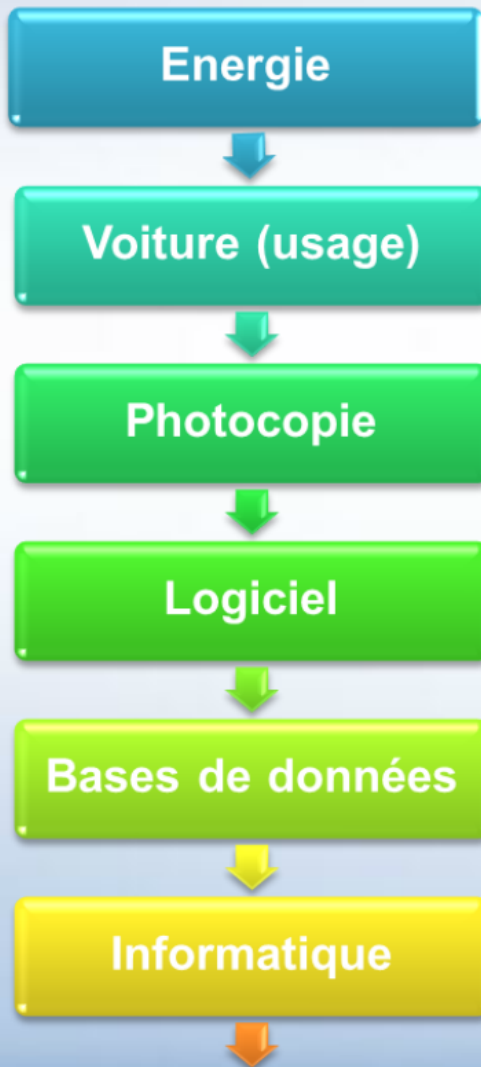 Energie
Voiture (usage)
Photocopie
Logiciel
Bases de données
Informatique